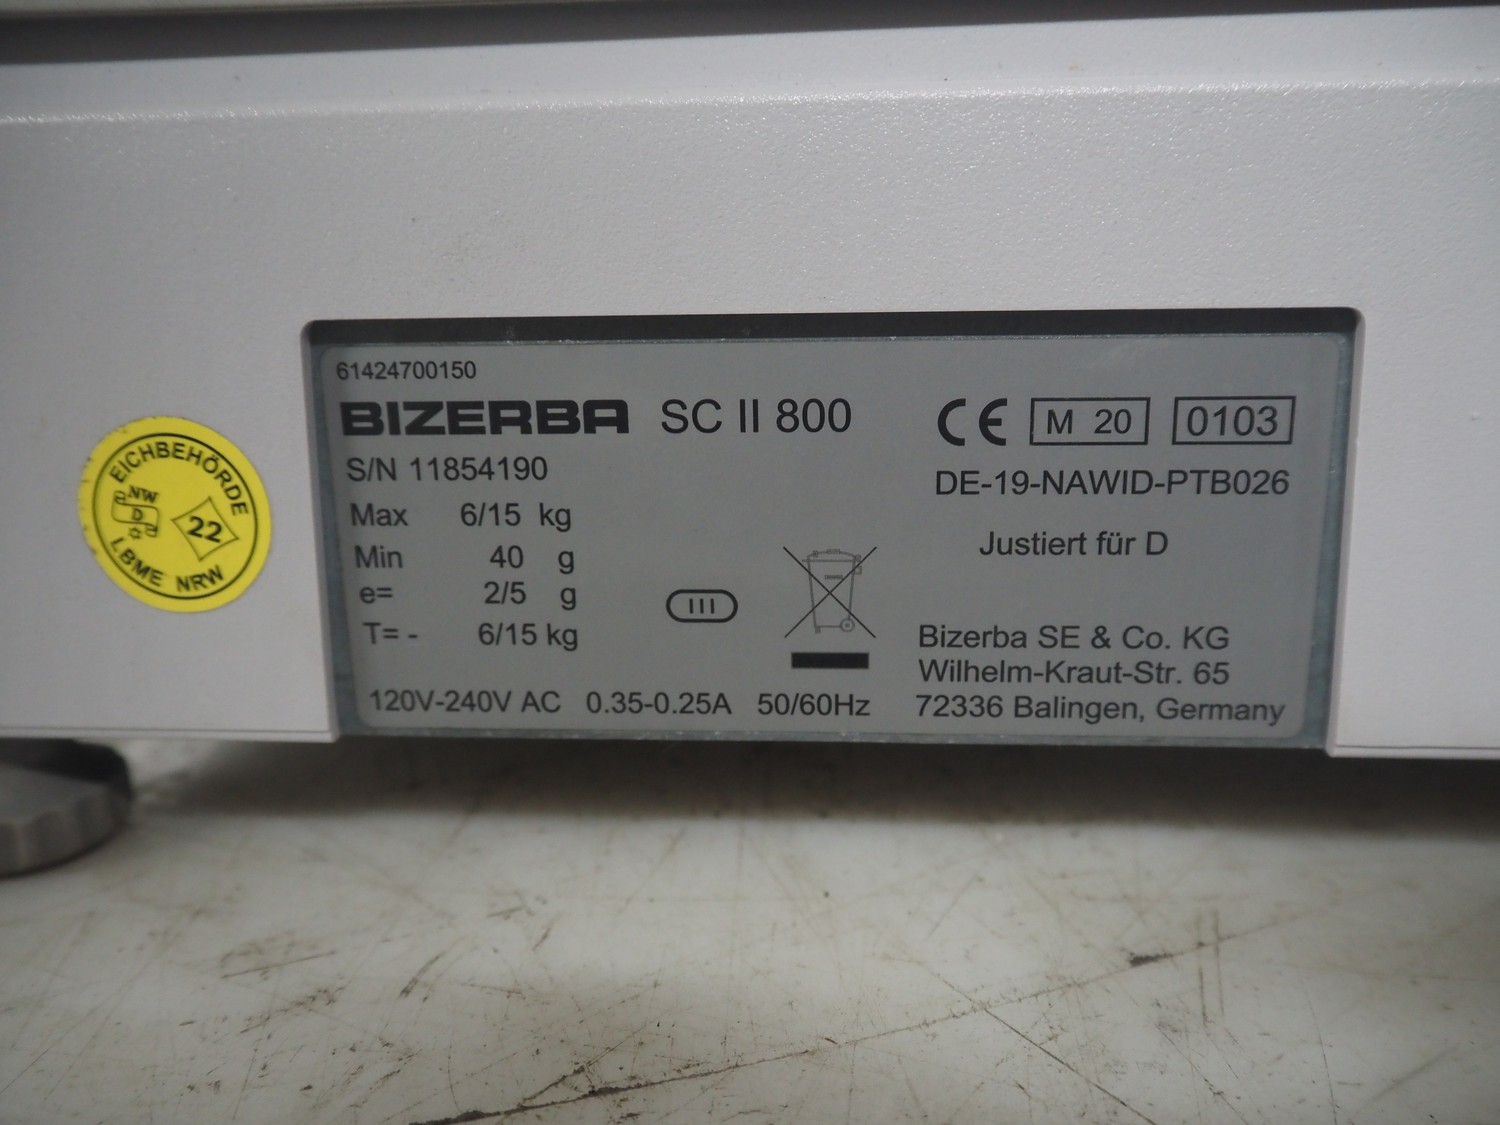 61424700150
BIZERBA SC II 800
S/N 11854190
Max 6/15 kg
Min 40 g
e= 2/5 g
T= - 6/15 kg
120V-240V AC 0.35-0.25A 50/60Hz
III
CE M 20 0103
DE-19-NAWID-PTB026
Justiert für D
Bizerba SE & Co. KG
Wilhelm-Kraut-Str. 65
72336 Balingen, Germany
EICHBEHÖRDE
NW
D
22
LBME NRW